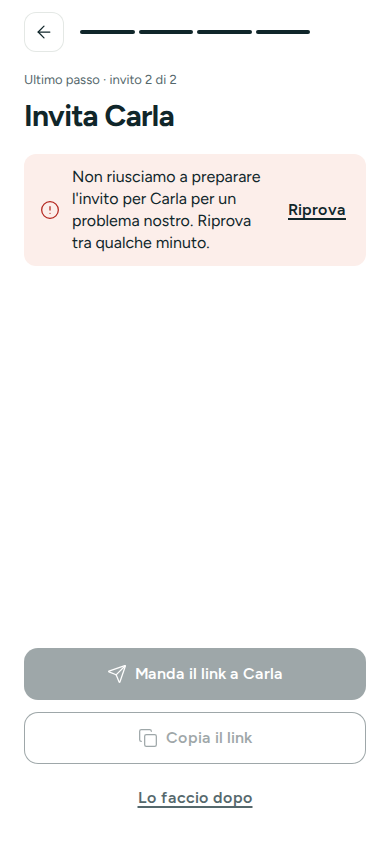 Ultimo passo · invito 2 di 2
Invita Carla
Non riusciamo a preparare
l'invito per Carla per un
problema nostro. Riprova
tra qualche minuto.
Riprova
Manda il link a Carla
Copia il link
Lo faccio dopo